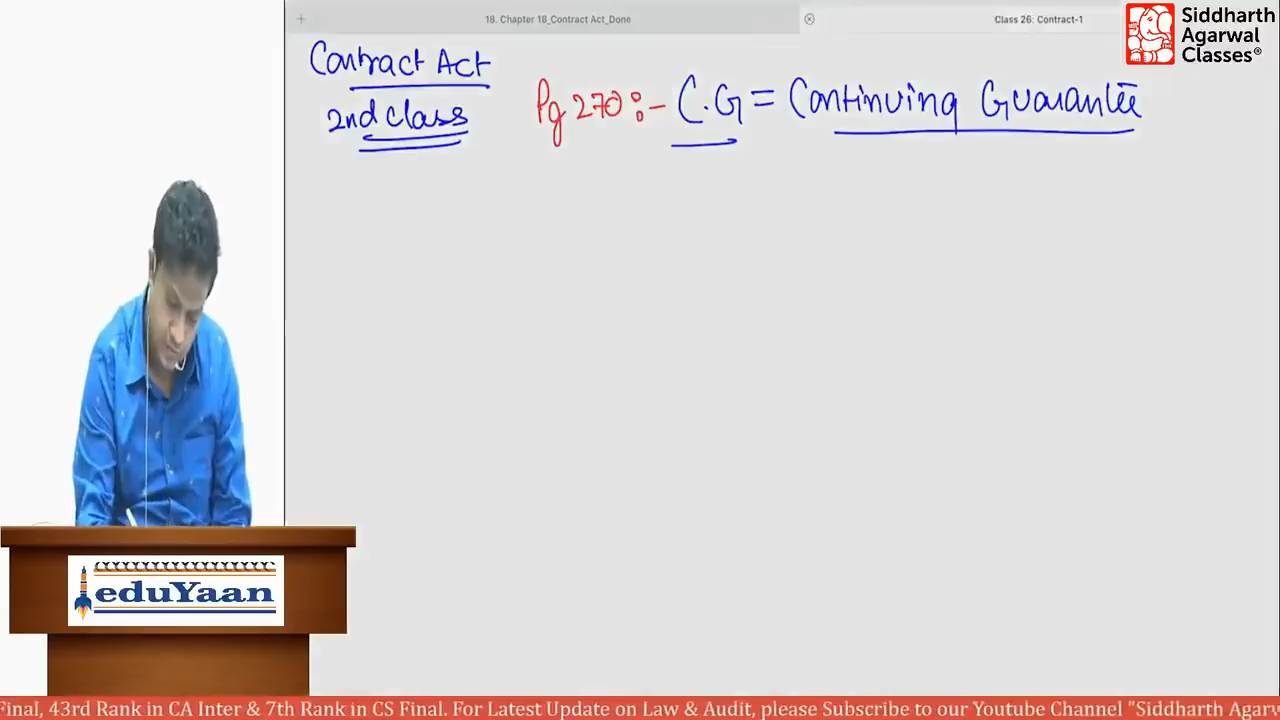 18. Chapter 18_Contract Act_Done
Class 26: Contract-1
Siddharth
Agarwal
Classes®
Contract Act
2nd Class
Pg 270 :- C.G = Continuing Guarantee
eduYaan
Final, 43rd Rank in CA Inter & 7th Rank in CS Final. For Latest Update on Law & Audit, please Subscribe to our Youtube Channel "Siddharth Agarw